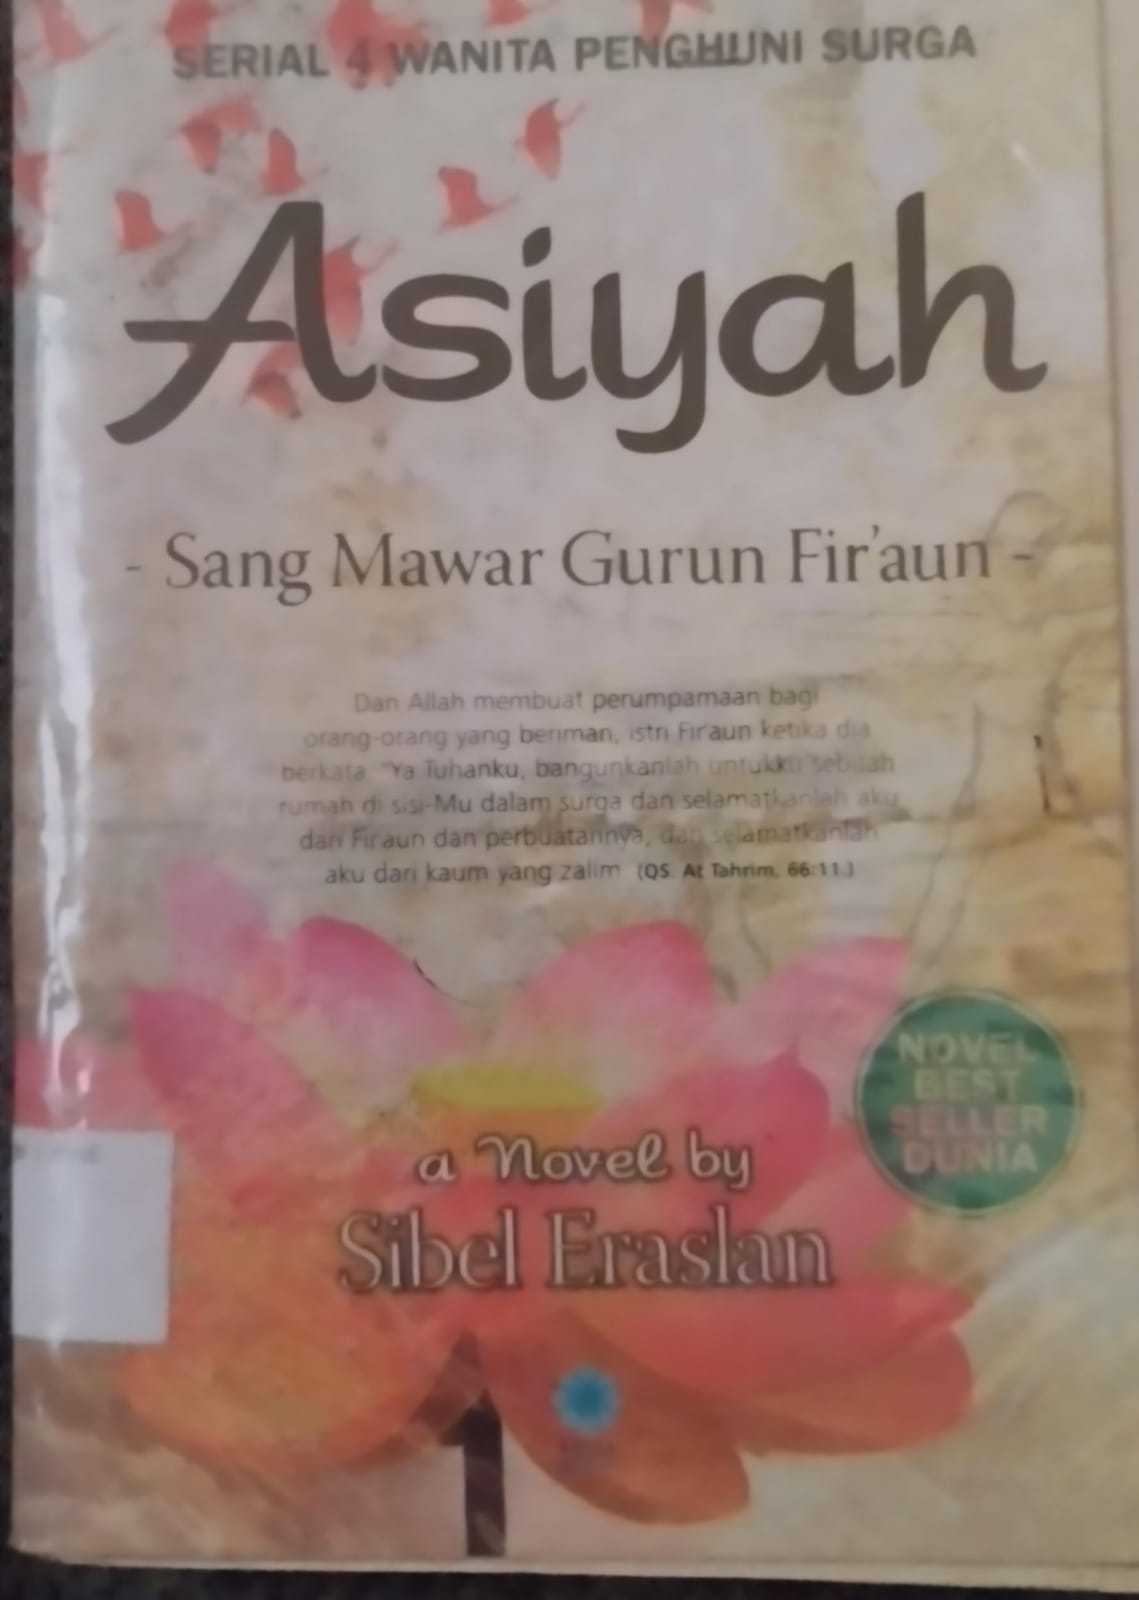 SERIAL 4 WANITA PENGHUNI SURGA
Asiyah
- Sang Mawar Gurun Fir'aun -
Dan Allah membuat perumpamaan bagi
orang-orang yang beriman, istri Fir'aun ketika dia
berkata, "Ya Tuhanku, bangunkanlah untukku sebuah
rumah di sisi-Mu dalam surga dan selamatkanlah aku
dari Fir'aun dan perbuatannya, dan selamatkanlah
aku dari kaum yang zalim (QS. At Tahrim, 66:11.)
NOVEL
BEST
SELLER
DUNIA
a Novel by
Sibel Eraslan
1